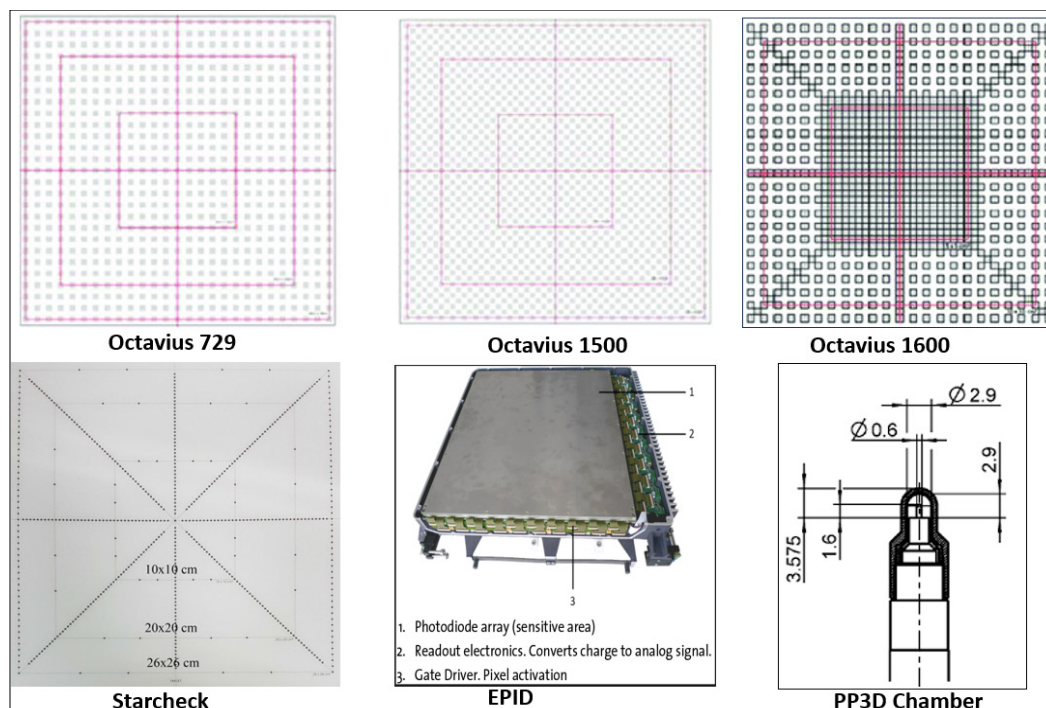 Octavius 729
Octavius 1500
Octavius 1600
10x10 cm
20x20 cm
26x26 cm
Starcheck
1
2
3
1. Photodiode array (sensitive area)
2. Readout electronics. Converts charge to analog signal.
3. Gate Driver. Pixel activation
EPID
Ø 2.9
Ø 0.6
2.9
3.575
1.6
PP3D Chamber